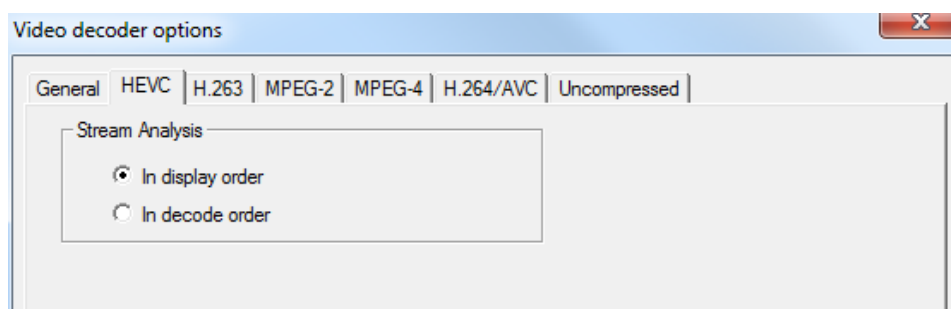 Video decoder options
General HEVC H.263 MPEG-2 MPEG-4 H.264/AVC Uncompressed
Stream Analysis
In display order
In decode order